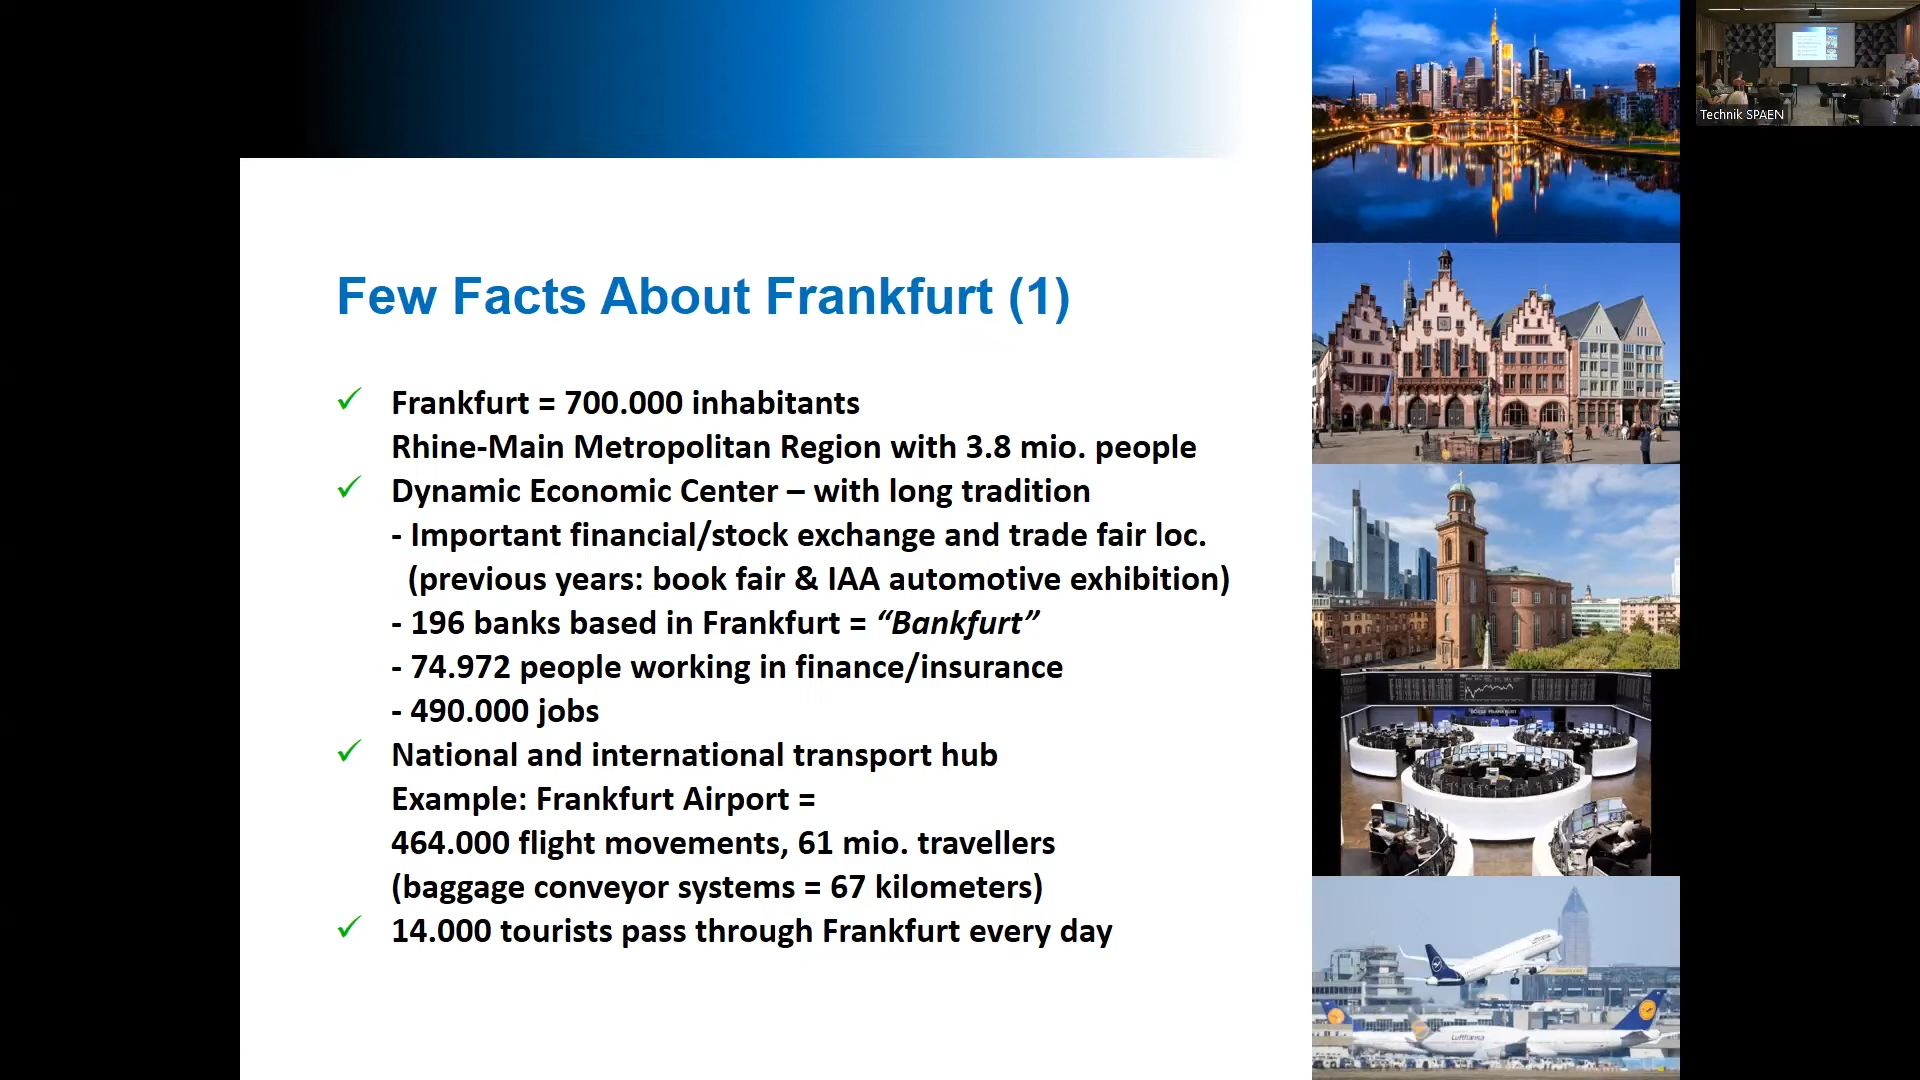 Few Facts About Frankfurt (1)
✓ Frankfurt = 700.000 inhabitants
Rhine-Main Metropolitan Region with 3.8 mio. people
✓ Dynamic Economic Center – with long tradition
- Important financial/stock exchange and trade fair loc.
(previous years: book fair & IAA automotive exhibition)
- 196 banks based in Frankfurt = “Bankfurt”
- 74.972 people working in finance/insurance
- 490.000 jobs
✓ National and international transport hub
Example: Frankfurt Airport =
464.000 flight movements, 61 mio. travellers
(baggage conveyor systems = 67 kilometers)
✓ 14.000 tourists pass through Frankfurt every day
BÖRSE FRANKFURT
Lufthansa
Technik SPAEN